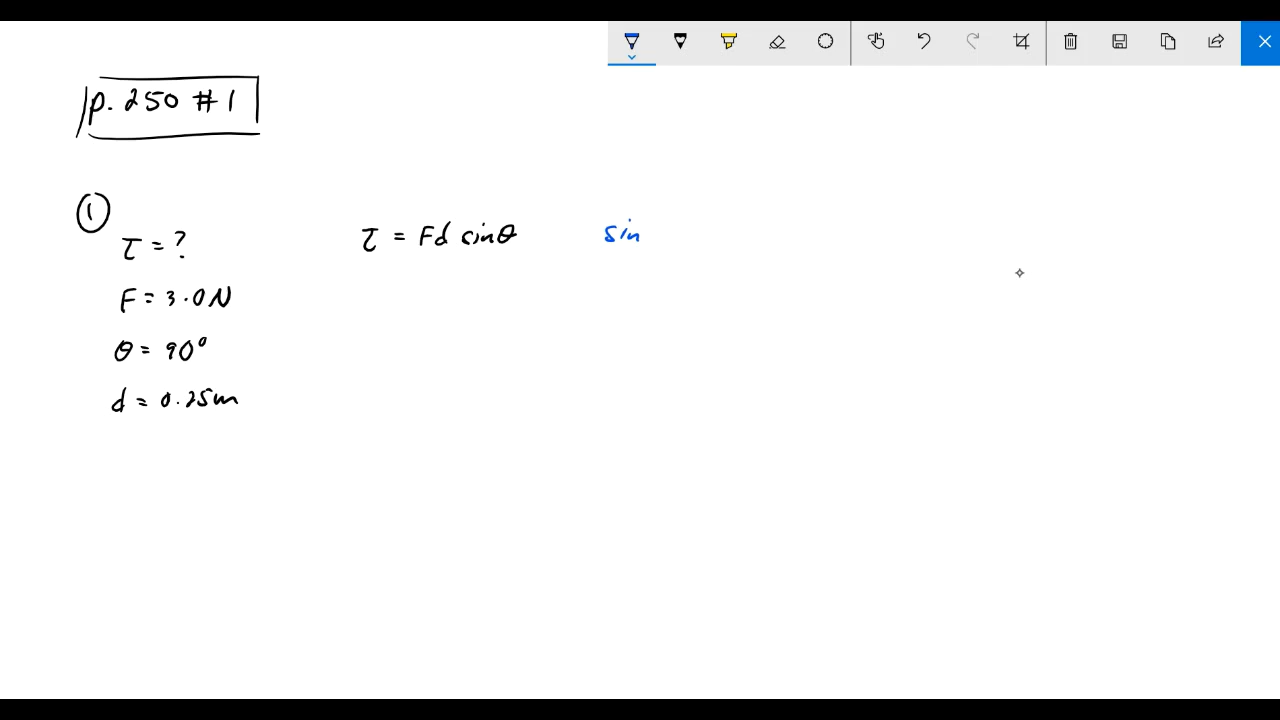 p. 250 #1
①
τ = ?
τ = Fd sinθ
sin
F = 3.0N
θ = 90°
d = 0.25m